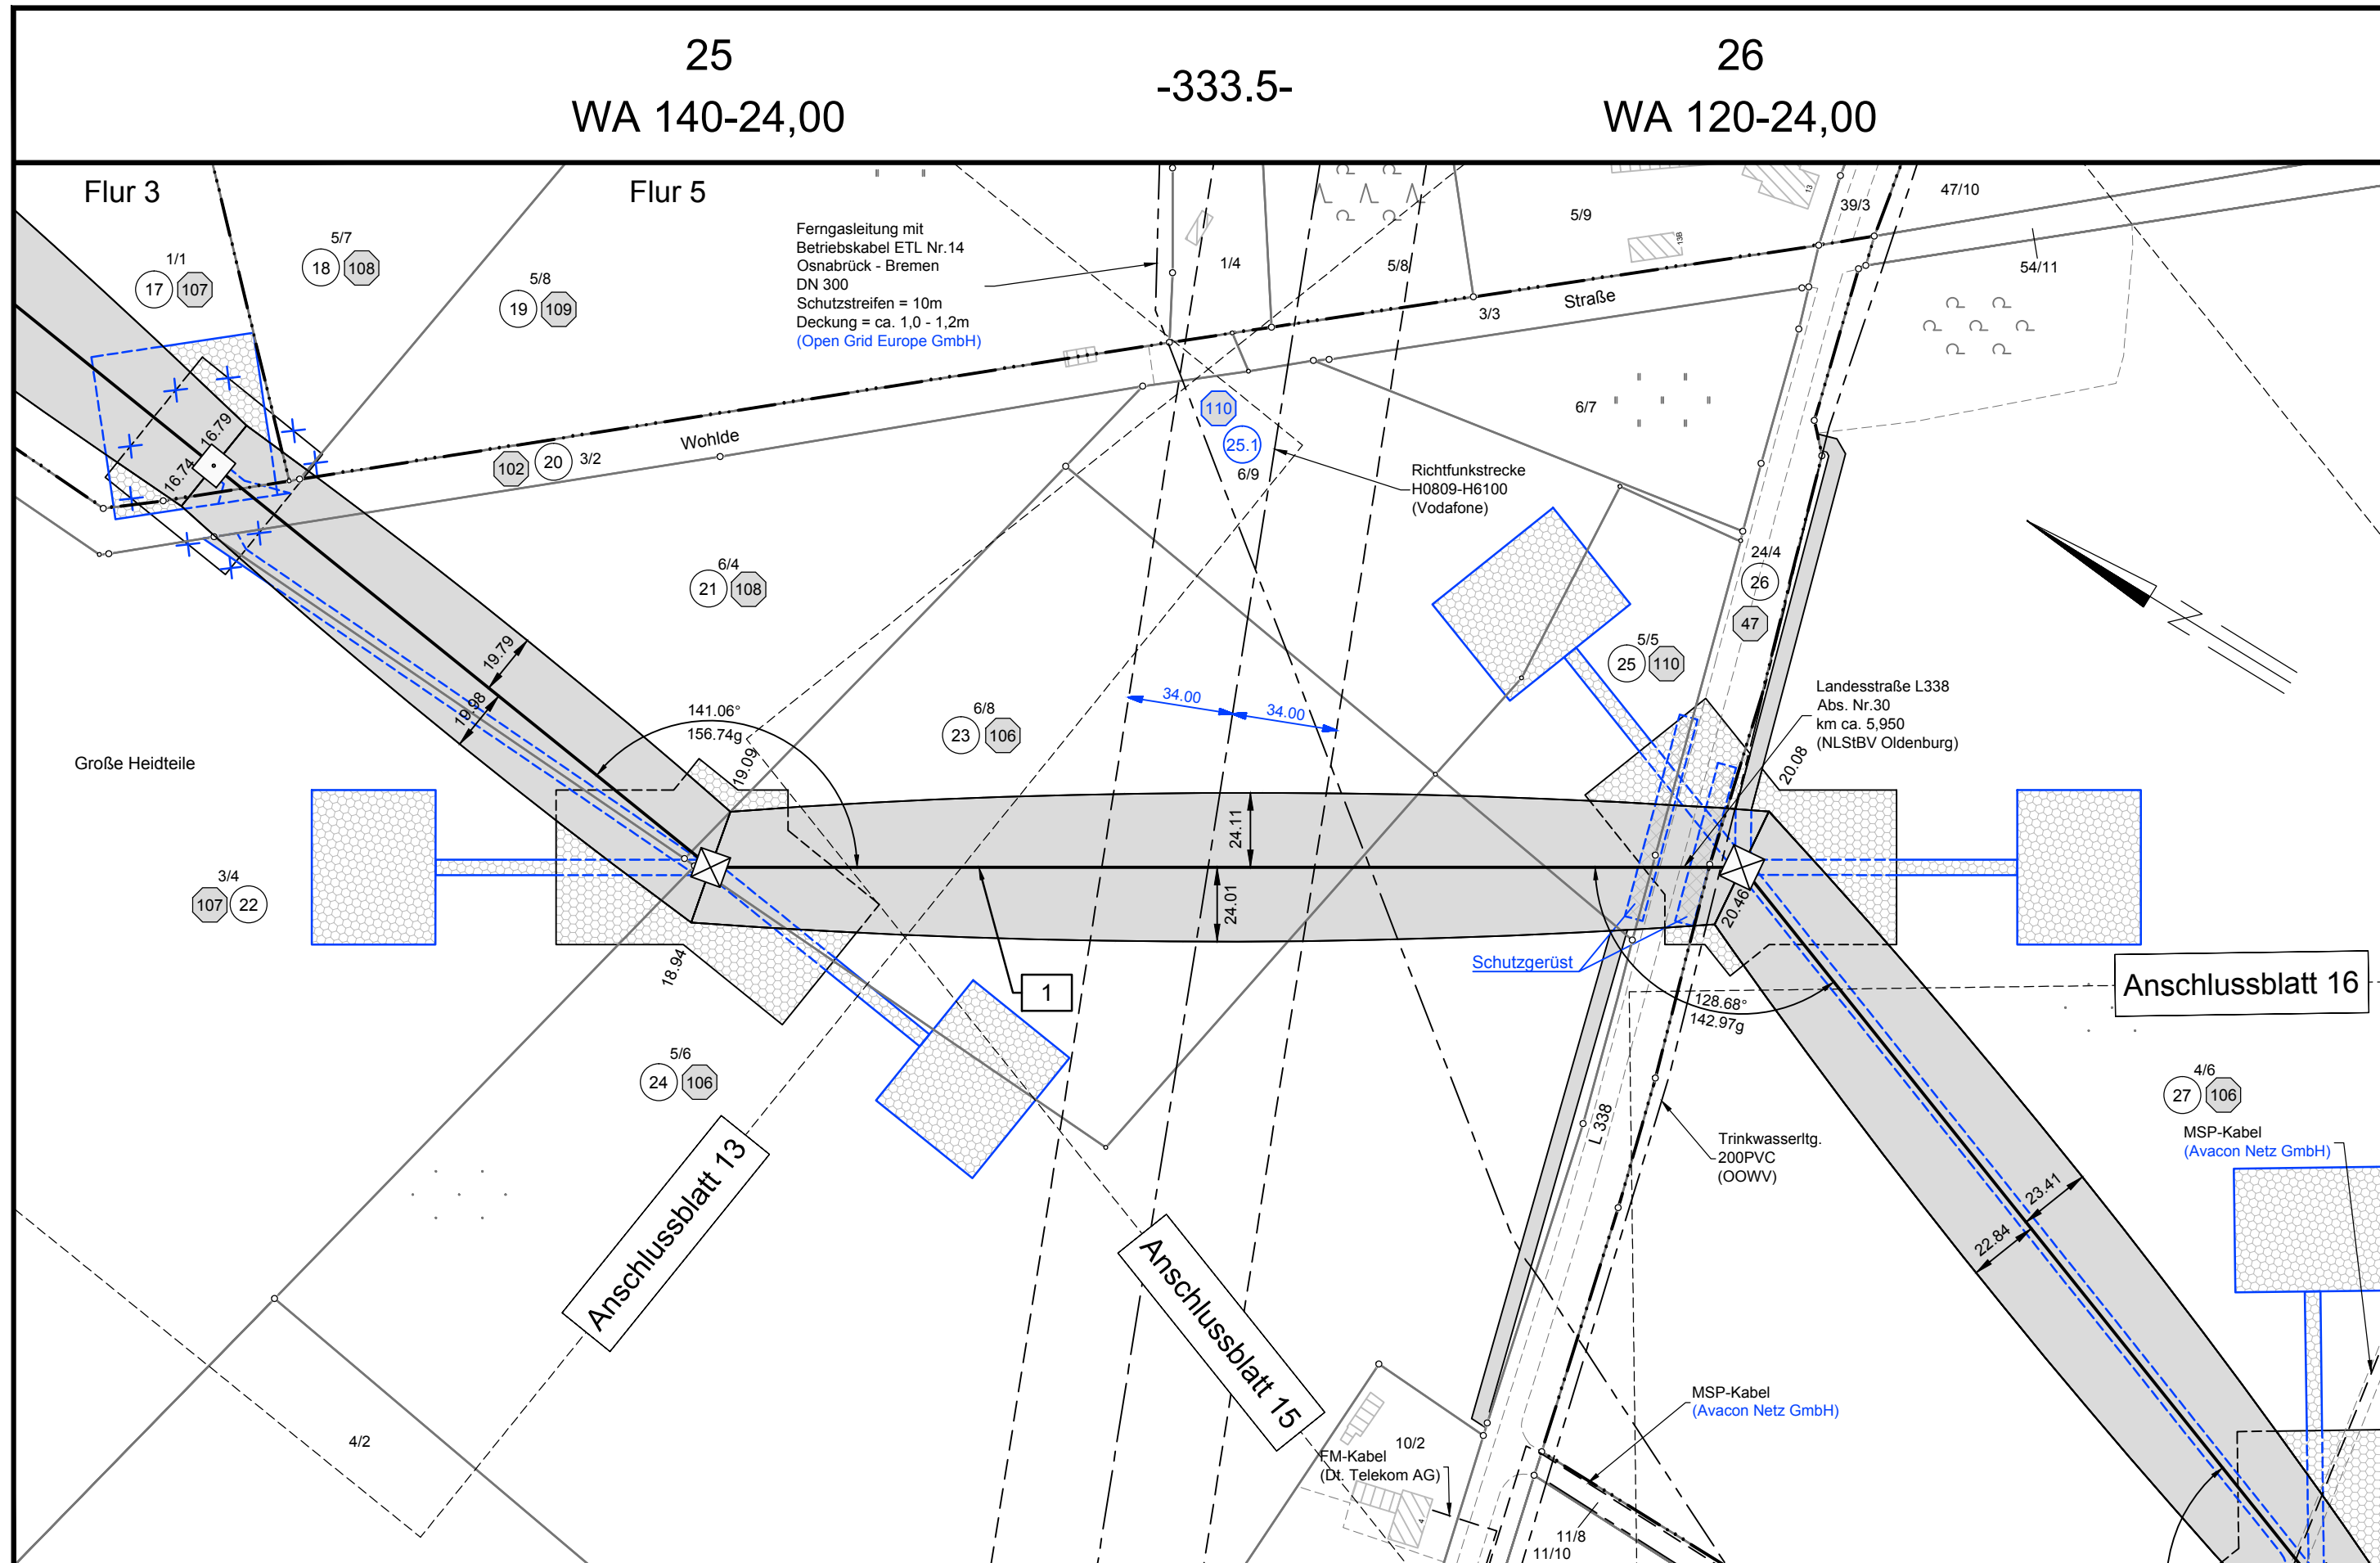 25
WA 140-24,00
-333.5-
26
WA 120-24,00
Flur 3
Flur 5
1/1
17
107
5/7
18
108
5/8
19
109
Ferngasleitung mit
Betriebskabel ETL Nr.14
Osnabrück - Bremen
DN 300
Schutzstreifen = 10m
Deckung = ca. 1,0 - 1,2m
(Open Grid Europe GmbH)
1/4
5/8
5/9
13
13B
39/3
47/10
54/11
3/3
Straße
Wohlde
102
20
3/2
16.79
16.74
110
25.1
6/9
6/7
Richtfunkstrecke
H0809-H6100
(Vodafone)
24/4
26
47
6/4
21
108
5/5
25
110
19.79
19.98
141.06°
156.74g
19.09
6/8
23
106
34.00
34.00
Landesstraße L338
Abs. Nr.30
km ca. 5,950
(NLStBV Oldenburg)
20.08
Große Heidteile
24.11
24.01
3/4
107
22
20.46
18.94
Schutzgerüst
1
128.68°
142.97g
Anschlussblatt 16
5/6
24
106
4/6
27
106
MSP-Kabel
(Avacon Netz GmbH)
L 338
Trinkwasserltg.
200PVC
(OOWV)
Anschlussblatt 13
Anschlussblatt 15
23.41
22.84
MSP-Kabel
(Avacon Netz GmbH)
4/2
10/2
FM-Kabel
(Dt. Telekom AG)
4
11/8
11/10